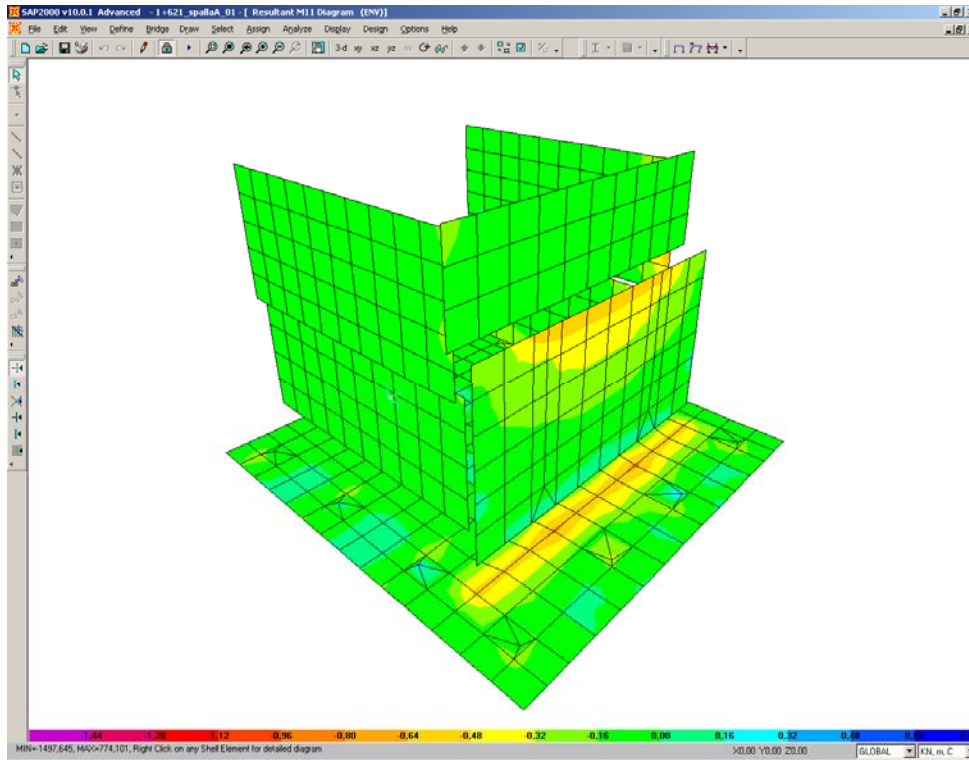 SAP2000 v10.0.1 Advanced - 1+621_spallaA_01 - [ Resultant M11 Diagram (ENV)]
File Edit View Define Bridge Draw Select Assign Analyze Display Design Options Help
3-d xy xz yz
all
-1,44 -1,28 -1,12 -0,96 -0,80 -0,64 -0,48 -0,32 -0,16 0,00 0,16 0,32 0,48
MIN=-1497,645, MAX=774,101, Right Click on any Shell Element for detailed diagram X0,00 Y0,00 Z0,00 GLOBAL KN, m, C